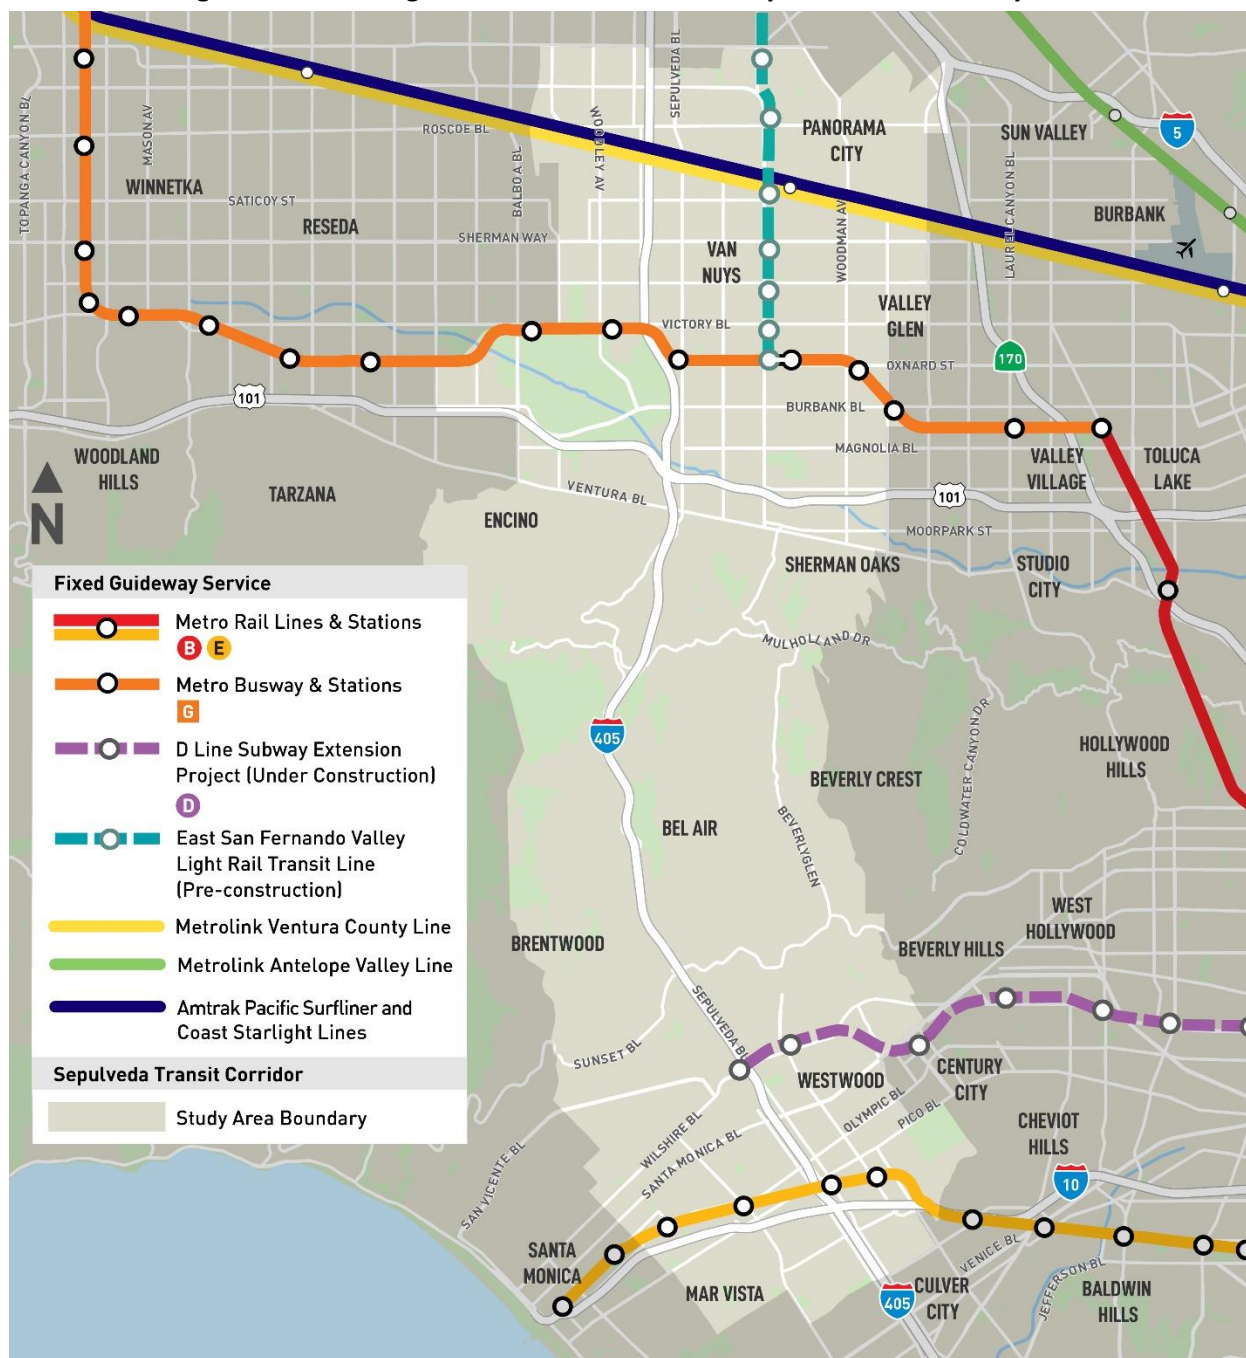 SEPULVEDA BL
TOPANGA CANYON BL
MASON AV
ROSCOE BL
WOODLEY AV
PANORAMA
CITY
SUN VALLEY
5
WINNETKA
SATICOY ST
BALBOA BL
LAUREL CANYON BL
BURBANK
RESEDA
SHERMAN WAY
VAN
NUYS
WOODMAN AV
VALLEY
GLEN
VICTORY BL
OXNARD ST
170
101
BURBANK BL
MAGNOLIA BL
WOODLAND
HILLS
VALLEY
VILLAGE
TOLUCA
LAKE
TARZANA
VENTURA BL
101
N
ENCINO
MOORPARK ST
SHERMAN OAKS
STUDIO
CITY
MULHOLLAND DR
Fixed Guideway Service
Metro Rail Lines & Stations
B E
Metro Busway & Stations
G
D Line Subway Extension
Project (Under Construction)
D
East San Fernando Valley
Light Rail Transit Line
(Pre-construction)
Metrolink Ventura County Line
Metrolink Antelope Valley Line
Amtrak Pacific Surfliner and
Coast Starlight Lines
Sepulveda Transit Corridor
Study Area Boundary
405
COLDWATER CANYON DR
HOLLYWOOD
HILLS
BEVERLY CREST
BEL AIR
BEVERLYGLEN
WEST
HOLLYWOOD
BRENTWOOD
BEVERLY HILLS
SEPULVEDA BL
SUNSET BL
WESTWOOD
CENTURY
CITY
OLYMPIC BL
PICO BL
CHEVIOT
HILLS
WILSHIRE BL
SANTA MONICA BL
SAN VICENTE BL
10
SANTA
MONICA
VENICE BL
MAR VISTA
405
CULVER
CITY
JEFFERSON BL
BALDWIN
HILLS